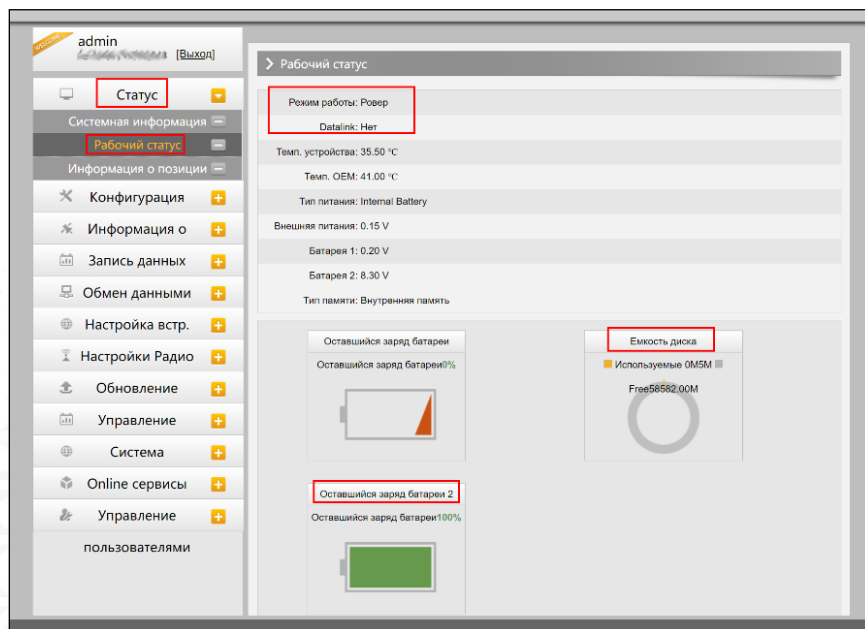 WELCOME
admin
[Выход]
Статус
Системная информация
Рабочий статус
Информация о позиции
Конфигурация
Информация о
Запись данных
Обмен данными
Настройка встр.
Настройки Радио
Обновление
Управление
Система
Online сервисы
Управление
пользователями
Рабочий статус
Режим работы: Ровер
Datalink: Нет
Темп. устройства: 35.50 °C
Темп. OEM: 41.00 °C
Тип питания: Internal Battery
Внешняя питания: 0.15 V
Батарея 1: 0.20 V
Батарея 2: 8.30 V
Тип памяти: Внутренняя память
Оставшийся заряд батареи
Оставшийся заряд батареи0%
Емкость диска
Используемые 0M5M
Free58582.00M
Оставшийся заряд батареи 2
Оставшийся заряд батареи100%